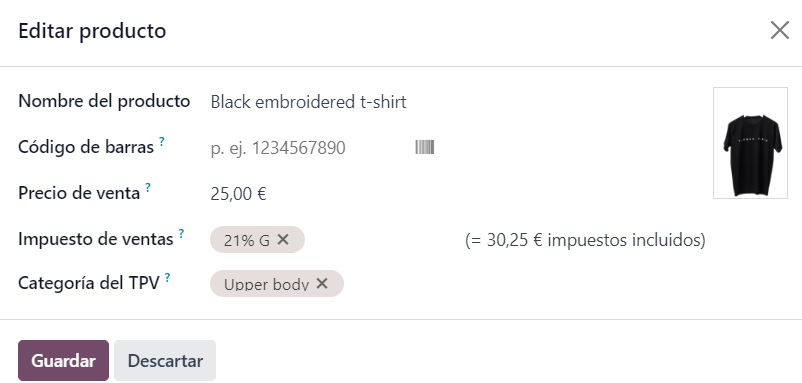 Editar producto
Nombre del producto Black embroidered t-shirt
Código de barras ? p. ej. 1234567890
Precio de venta ? 25,00 €
Impuesto de ventas ? 21% G (= 30,25 € impuestos incluidos)
Categoría del TPV ? Upper body
Guardar Descartar